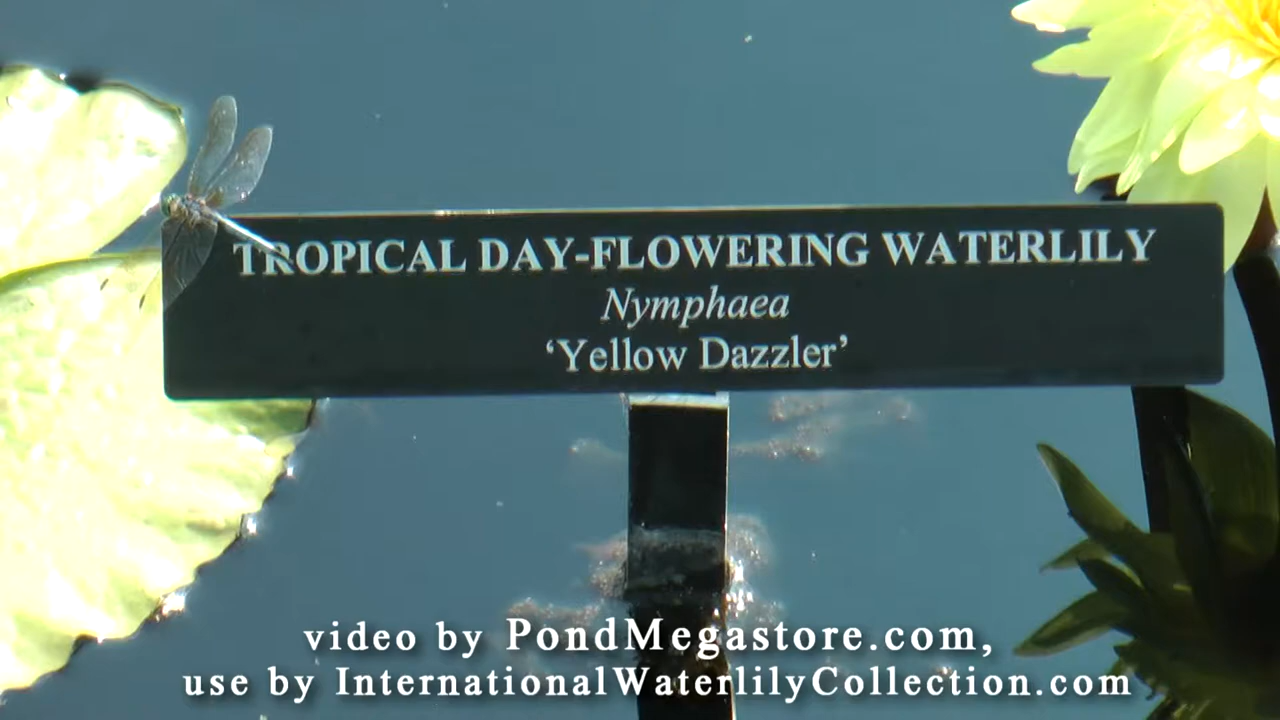 TROPICAL DAY-FLOWERING WATERLILY
Nymphaea
‘Yellow Dazzler’
video by PondMegastore.com,
use by InternationalWaterlilyCollection.com